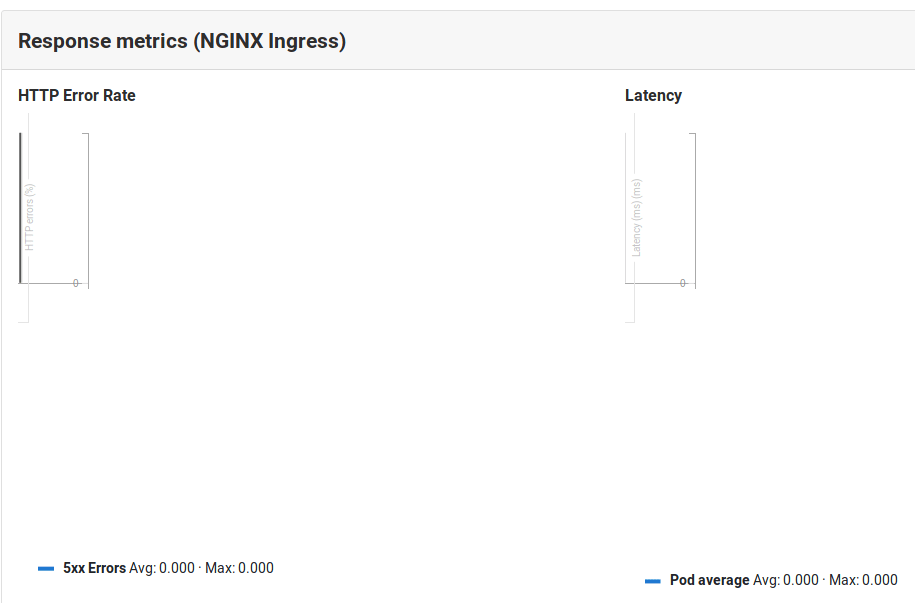 Response metrics (NGINX Ingress)
HTTP Error Rate
HTTP errors (%)
0
5xx Errors Avg: 0.000 · Max: 0.000
Latency
Latency (ms) (ms)
0
Pod average Avg: 0.000 · Max: 0.000